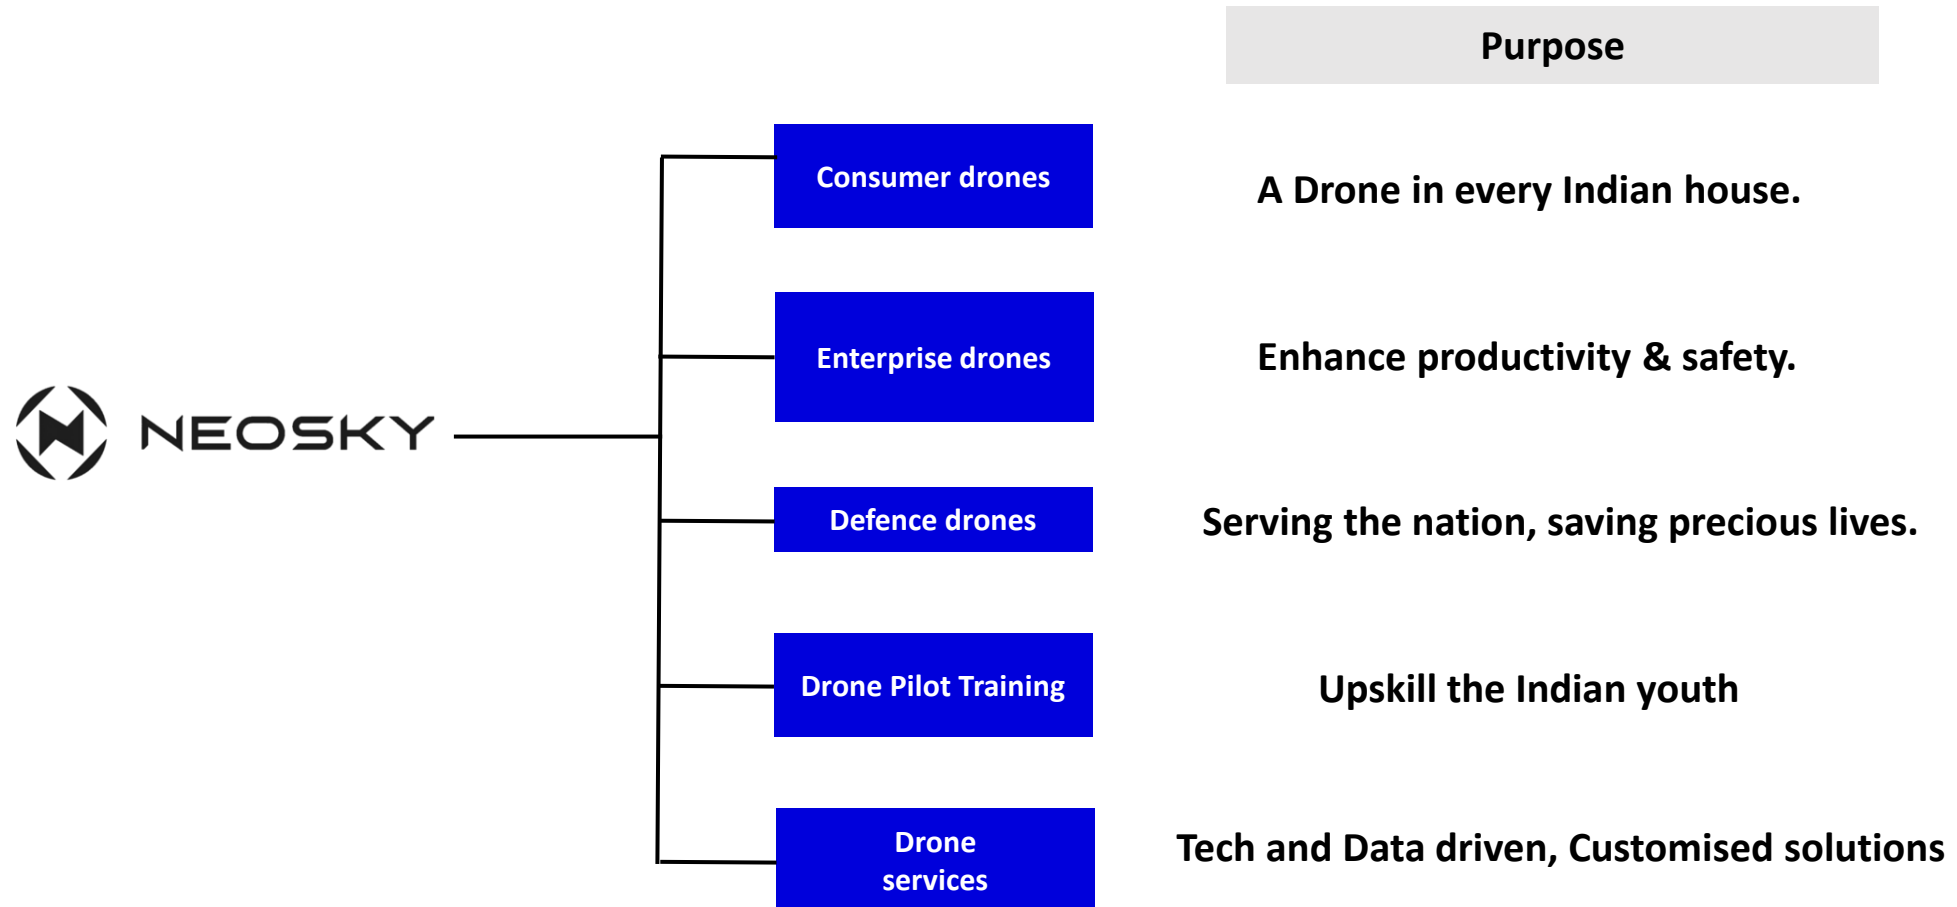 Purpose
Consumer drones
A Drone in every Indian house.
Enterprise drones
Enhance productivity & safety.
NEOSKY
Defence drones
Serving the nation, saving precious lives.
Drone Pilot Training
Upskill the Indian youth
Drone
services
Tech and Data driven, Customised solutions